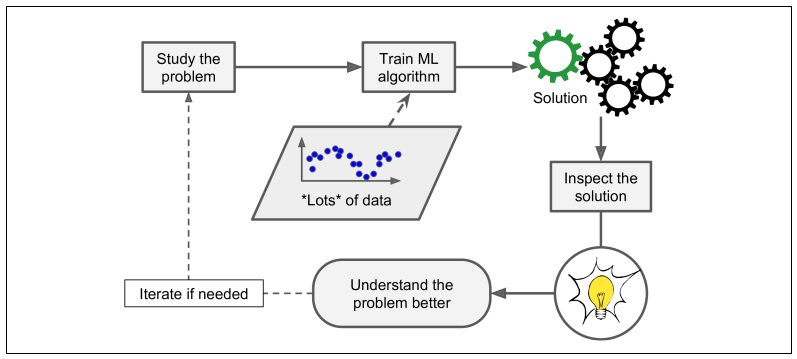 Study the
problem
Train ML
algorithm
Solution
*Lots* of data
Inspect the
solution
Understand the
problem better
Iterate if needed